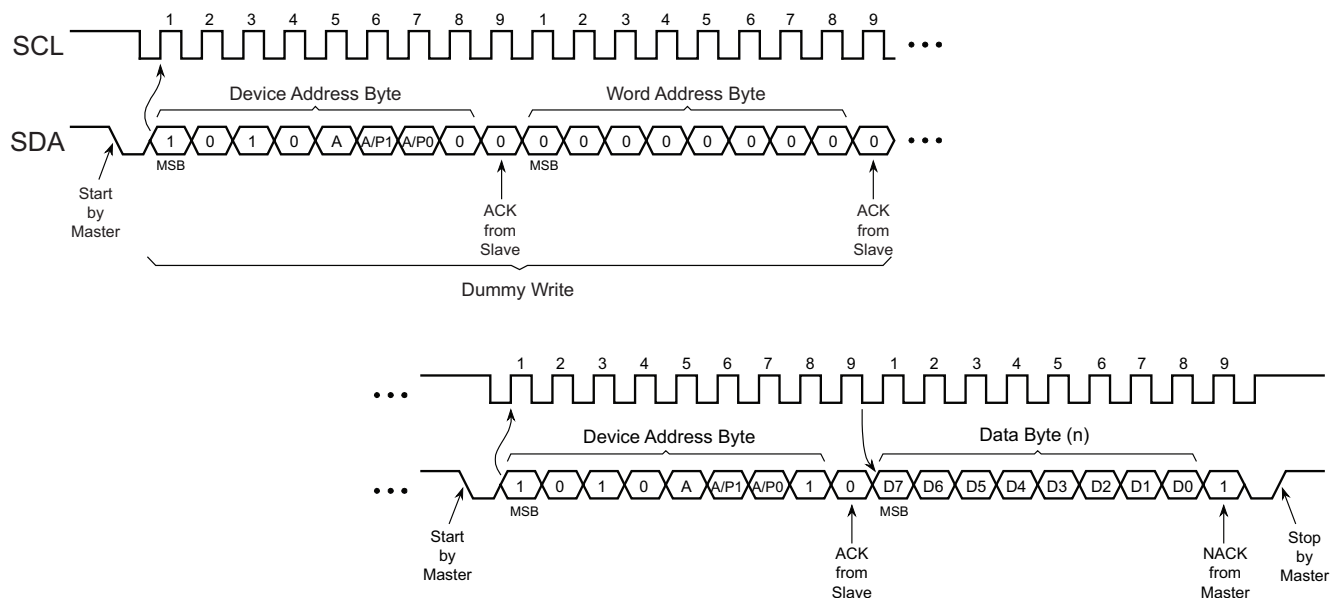 1 2 3 4 5 6 7 8 9 1 2 3 4 5 6 7 8 9
SCL
Device Address Byte Word Address Byte
SDA 1 0 1 0 A A/P1 A/P0 0 0 0 0 0 0 0 0 0 0 0
MSB MSB
Start
by
Master
ACK
from
Slave
ACK
from
Slave
Dummy Write
1 2 3 4 5 6 7 8 9 1 2 3 4 5 6 7 8 9
Device Address Byte Data Byte (n)
1 0 1 0 A A/P1 A/P0 1 0 D7 D6 D5 D4 D3 D2 D1 D0 1
MSB MSB
Start
by
Master
ACK
from
Slave
NACK
from
Master
Stop
by
Master